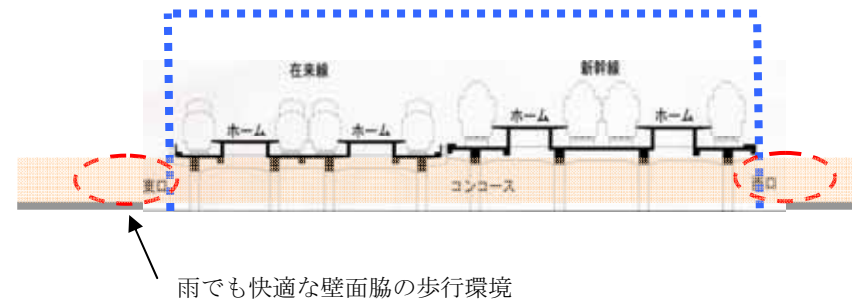 在来線
新幹線
ホーム
ホーム
ホーム
ホーム
東口
コンコース
西口
雨でも快適な壁面脇の歩行環境